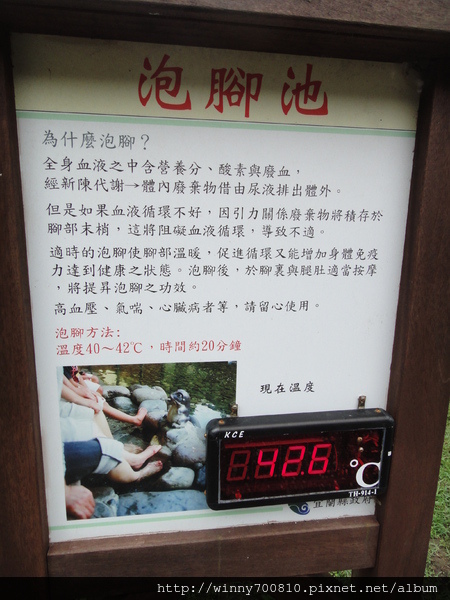 泡腳池
為什麼泡腳？
全身血液之中含營養分、酸素與廢血，
經新陳代謝→體內廢棄物借由尿液排出體外。
但是如果血液循環不好，因引力關係廢棄物將積存於
腳部末梢，這將阻礙血液循環，導致不適。
適時的泡腳使腳部溫暖，促進循環又能增加身體免疫
力達到健康之狀態。泡腳後，於腳裏與腿肚適當按摩
，將提昇泡腳之功效。
高血壓、氣喘、心臟病者等，請留心使用。
泡腳方法:
溫度40～42℃，時間約20分鐘
現在溫度
KCE
42.6
°C
TH-914-1
宜蘭縣政府
http://winny700810.pixnet.net/album